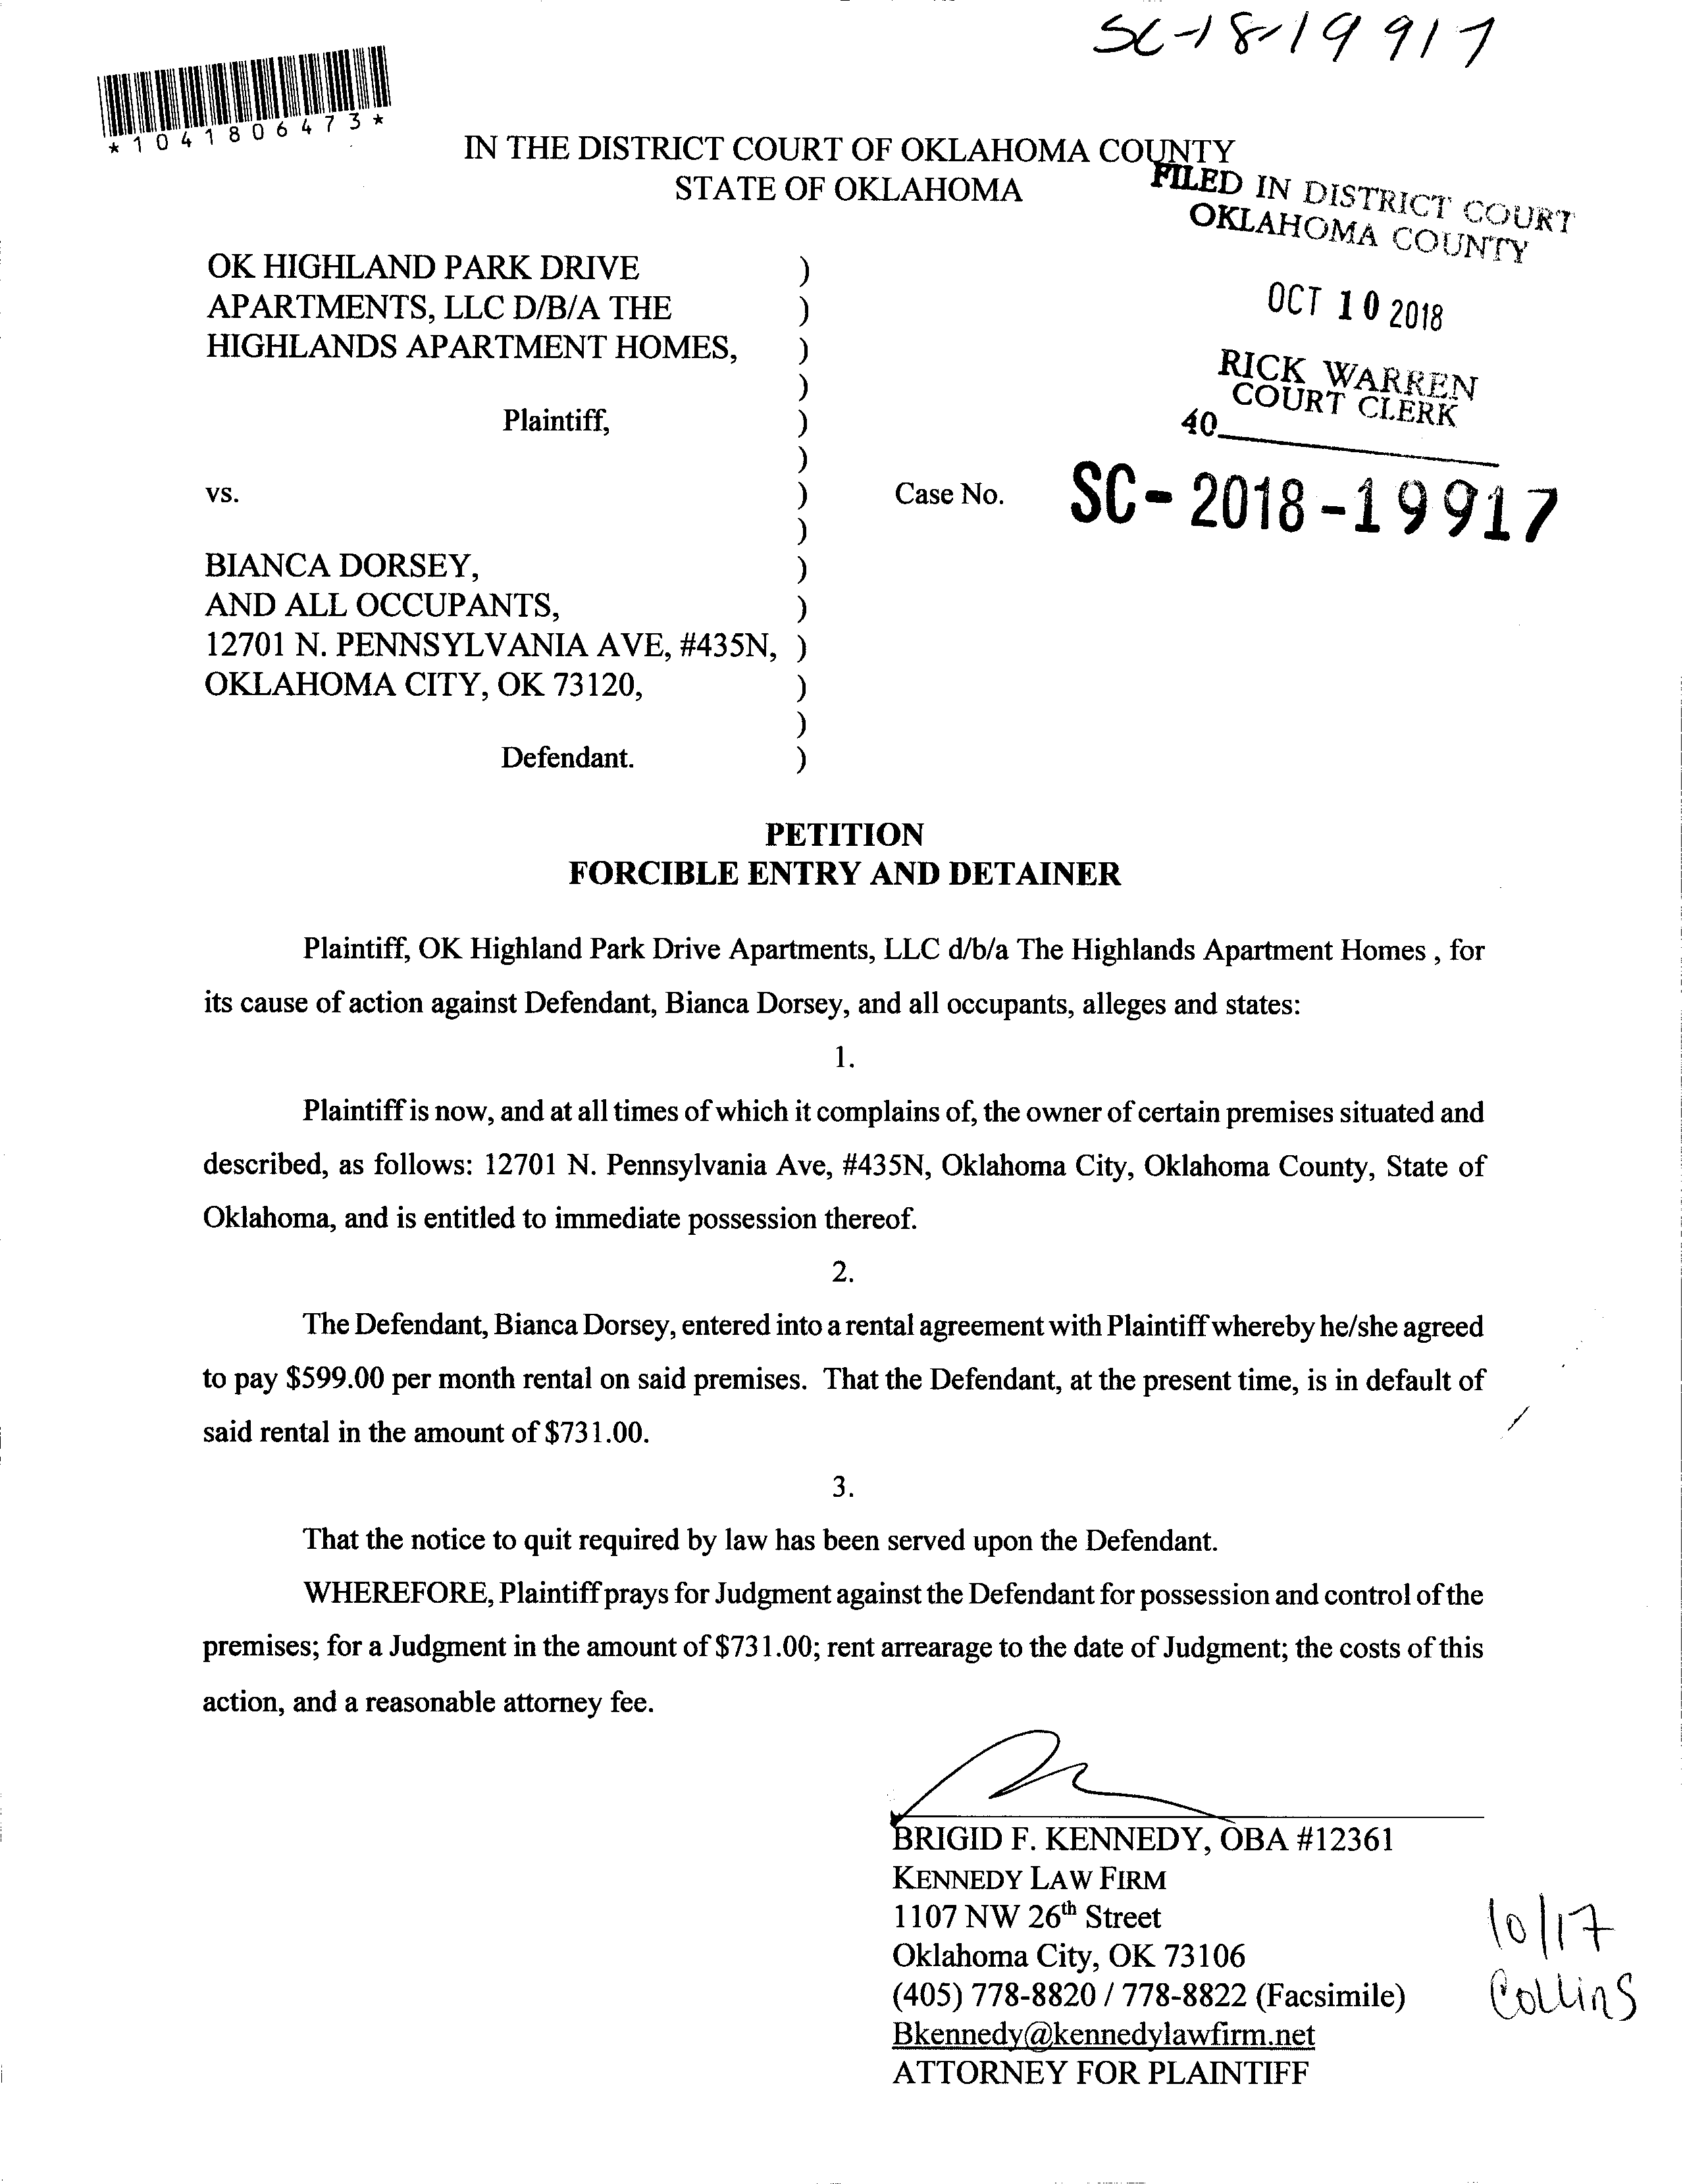 SC-18-19917
*1041806473*
IN THE DISTRICT COURT OF OKLAHOMA COUNTY
STATE OF OKLAHOMA
FILED IN DISTRICT COURT
OKLAHOMA COUNTY
OCT 10 2018
RICK WARREN
COURT CLERK
40
OK HIGHLAND PARK DRIVE )
APARTMENTS, LLC D/B/A THE )
HIGHLANDS APARTMENT HOMES, )
)
Plaintiff, )
)
vs. ) Case No. SC-2018-19917
)
BIANCA DORSEY, )
AND ALL OCCUPANTS, )
12701 N. PENNSYLVANIA AVE, #435N, )
OKLAHOMA CITY, OK 73120, )
)
Defendant. )
PETITION
FORCIBLE ENTRY AND DETAINER
Plaintiff, OK Highland Park Drive Apartments, LLC d/b/a The Highlands Apartment Homes , for
its cause of action against Defendant, Bianca Dorsey, and all occupants, alleges and states:
1.
Plaintiff is now, and at all times of which it complains of, the owner of certain premises situated and
described, as follows: 12701 N. Pennsylvania Ave, #435N, Oklahoma City, Oklahoma County, State of
Oklahoma, and is entitled to immediate possession thereof.
2.
The Defendant, Bianca Dorsey, entered into a rental agreement with Plaintiff whereby he/she agreed
to pay $599.00 per month rental on said premises. That the Defendant, at the present time, is in default of
said rental in the amount of $731.00.
3.
That the notice to quit required by law has been served upon the Defendant.
WHEREFORE, Plaintiff prays for Judgment against the Defendant for possession and control of the
premises; for a Judgment in the amount of $731.00; rent arrearage to the date of Judgment; the costs of this
action, and a reasonable attorney fee.
BRIGID F. KENNEDY, OBA #12361
KENNEDY LAW FIRM
1107 NW 26th Street
Oklahoma City, OK 73106
(405) 778-8820 / 778-8822 (Facsimile)
Bkennedy@kennedylawfirm.net
ATTORNEY FOR PLAINTIFF
10/17
Collins